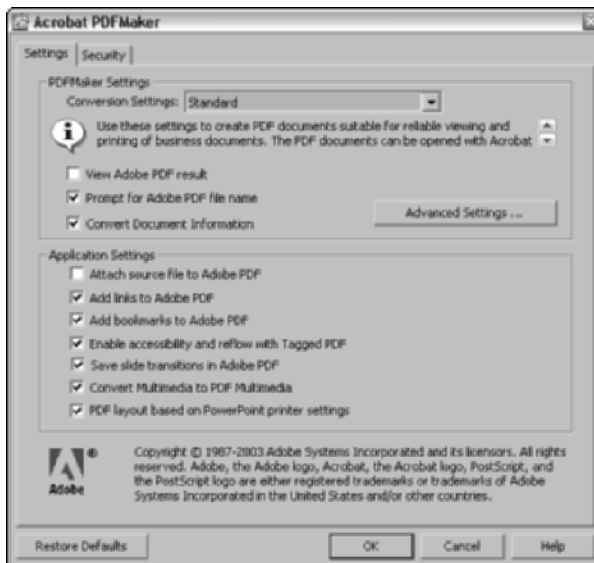 Acrobat PDFMaker
Settings
Security
PDFMaker Settings
Conversion Settings: Standard
Use these settings to create PDF documents suitable for reliable viewing and
printing of business documents. The PDF documents can be opened with Acrobat
View Adobe PDF result
Prompt for Adobe PDF file name
Convert Document Information
Advanced Settings ...
Application Settings
Attach source file to Adobe PDF
Add links to Adobe PDF
Add bookmarks to Adobe PDF
Enable accessibility and reflow with Tagged PDF
Save slide transitions in Adobe PDF
Convert Multimedia to PDF Multimedia
PDF layout based on PowerPoint printer settings
Adobe
®
Copyright © 1987-2003 Adobe Systems Incorporated and its licensors. All rights
reserved. Adobe, the Adobe logo, Acrobat, the Acrobat logo, PostScript, and
the PostScript logo are either registered trademarks or trademarks of Adobe
Systems Incorporated in the United States and/or other countries.
Restore Defaults
OK
Cancel
Help